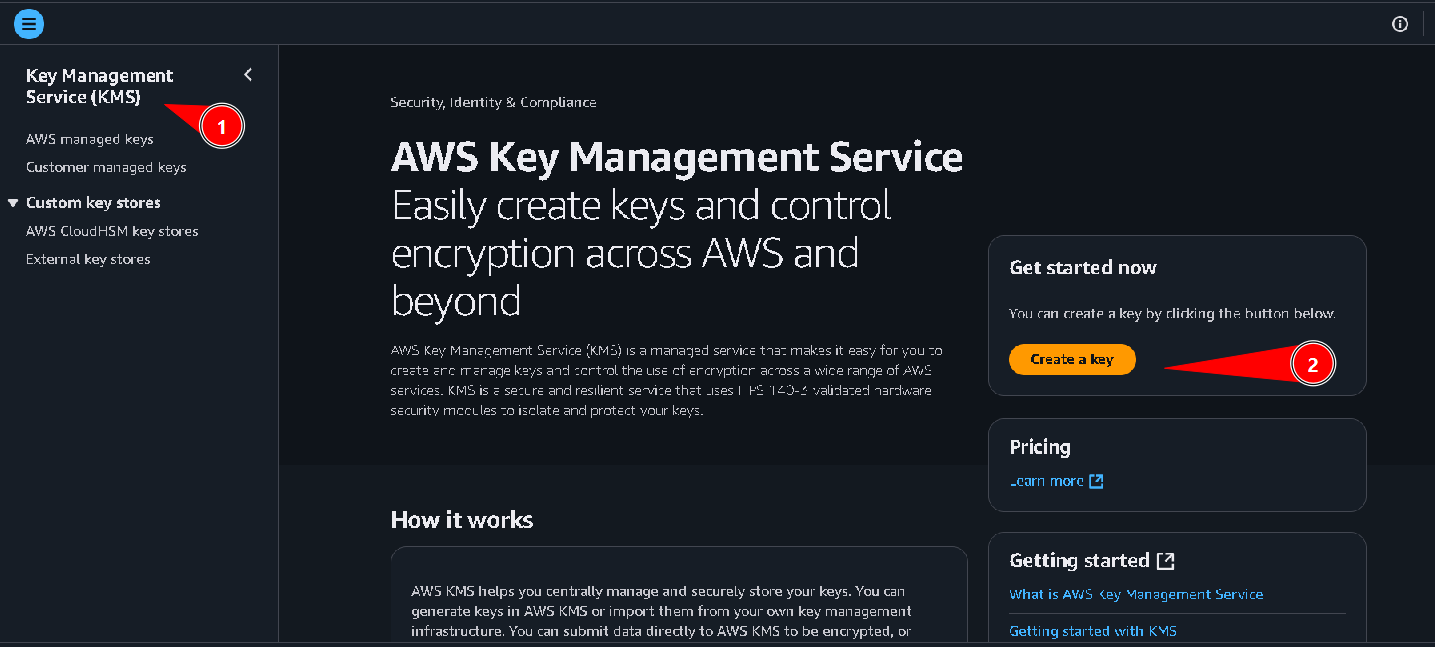 Key Management
Service (KMS)
1
AWS managed keys
Customer managed keys
Custom key stores
AWS CloudHSM key stores
External key stores
Security, Identity & Compliance
AWS Key Management Service
Easily create keys and control
encryption across AWS and
beyond
AWS Key Management Service (KMS) is a managed service that makes it easy for you to
create and manage keys and control the use of encryption across a wide range of AWS
services. KMS is a secure and resilient service that uses FIPS 140-3 validated hardware
security modules to isolate and protect your keys.
Get started now
You can create a key by clicking the button below.
Create a key
2
Pricing
Learn more
How it works
AWS KMS helps you centrally manage and securely store your keys. You can
generate keys in AWS KMS or import them from your own key management
infrastructure. You can submit data directly to AWS KMS to be encrypted, or
Getting started
What is AWS Key Management Service
Getting started with KMS